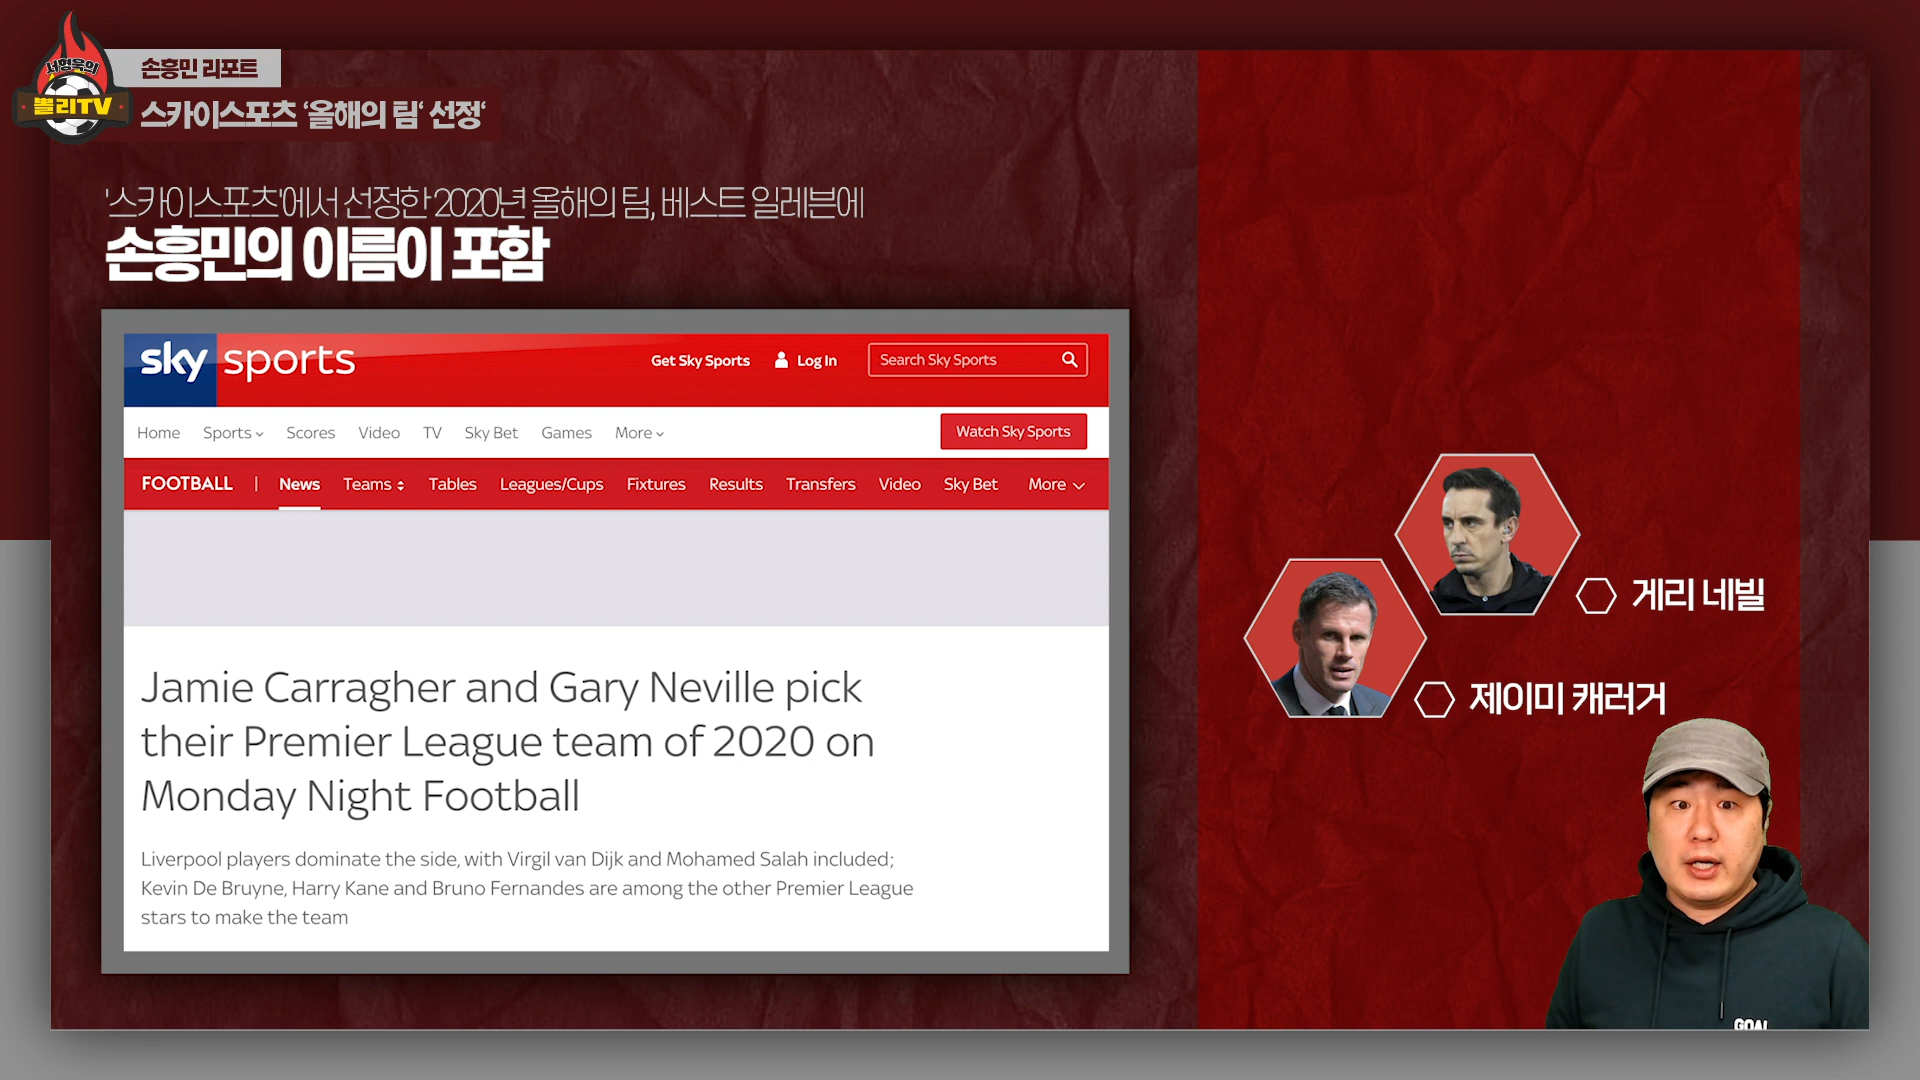 서형욱의
뽈리TV
손흥민 리포트
스카이스포츠 ‘올해의 팀‘ 선정‘
'스카이스포츠'에서 선정한 2020년 올해의 팀, 베스트 일레븐에
손흥민의 이름이 포함
sky sports
Get Sky Sports Log In Search Sky Sports
Home Sports Scores Video TV Sky Bet Games More Watch Sky Sports
FOOTBALL | News Teams Tables Leagues/Cups Fixtures Results Transfers Video Sky Bet More
Jamie Carragher and Gary Neville pick
their Premier League team of 2020 on
Monday Night Football
Liverpool players dominate the side, with Virgil van Dijk and Mohamed Salah included;
Kevin De Bruyne, Harry Kane and Bruno Fernandes are among the other Premier League
stars to make the team
게리 네빌
제이미 캐러거
GOAL